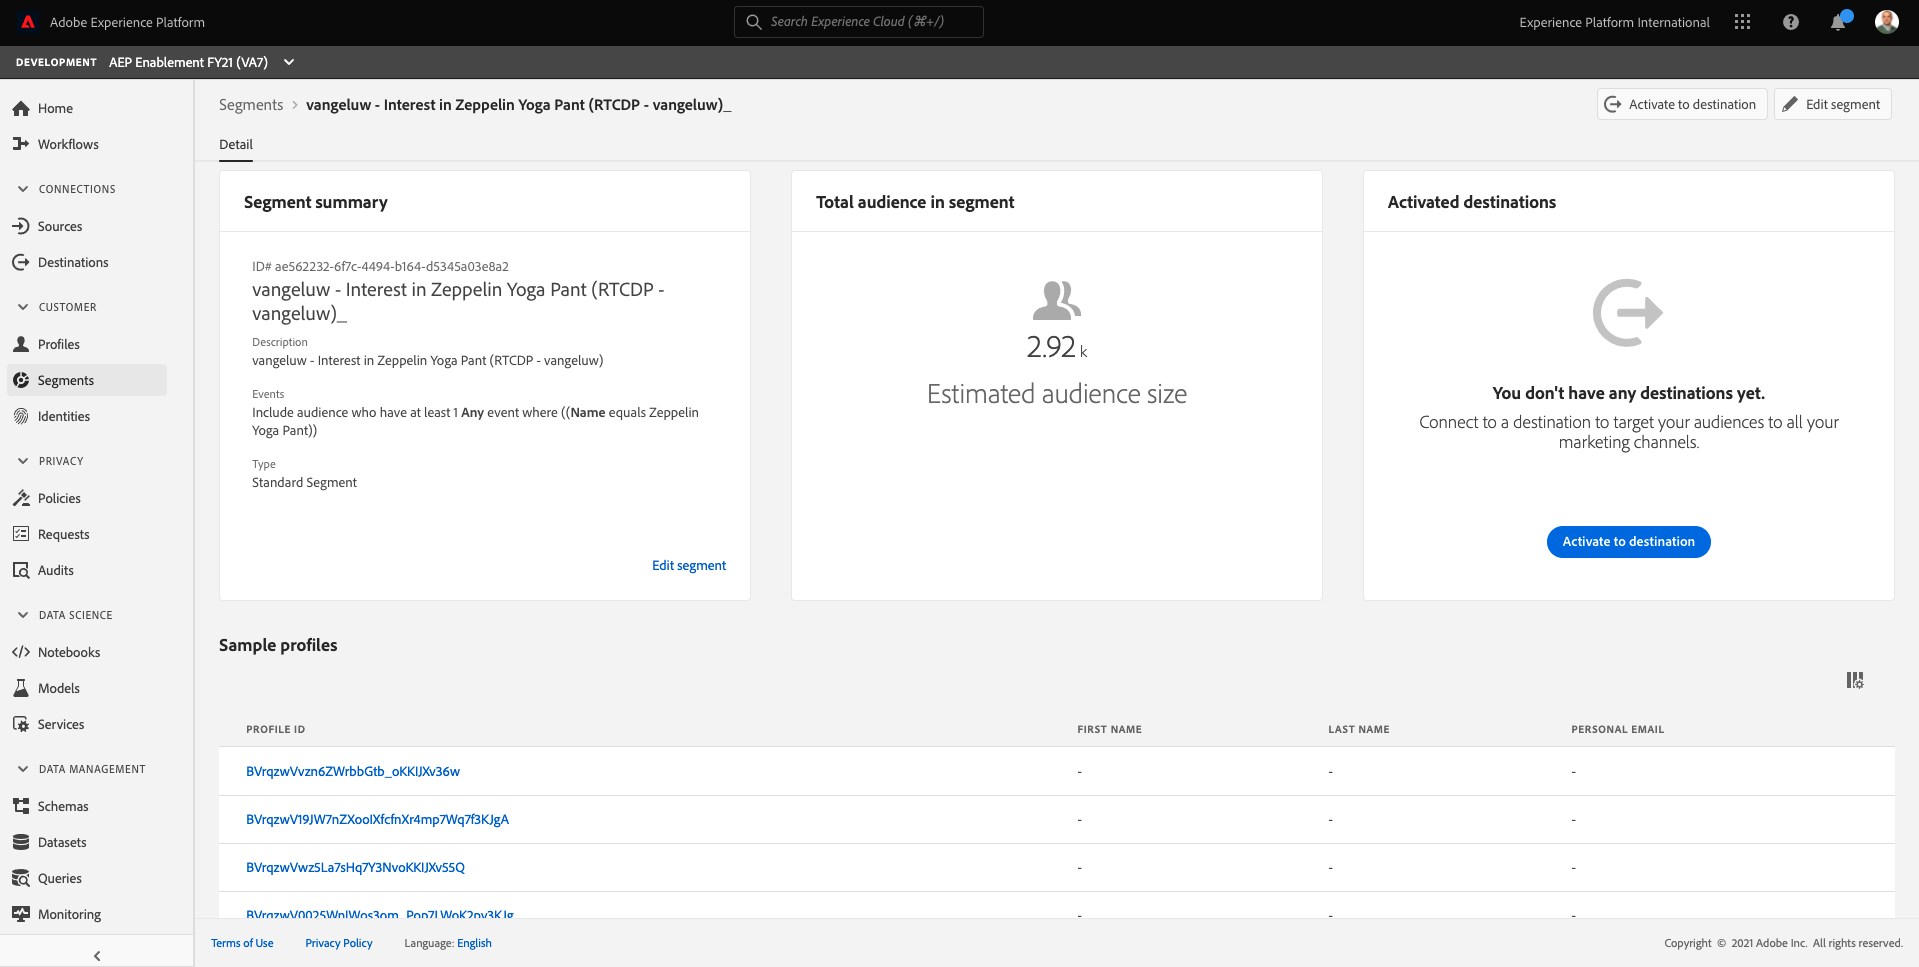 Adobe Experience Platform
Search Experience Cloud (⌘+/)
Experience Platform International
DEVELOPMENT AEP Enablement FY21 (VA7)
Home
Workflows
CONNECTIONS
Sources
Destinations
CUSTOMER
Profiles
Segments
Identities
PRIVACY
Policies
Requests
Audits
DATA SCIENCE
Notebooks
Models
Services
DATA MANAGEMENT
Schemas
Datasets
Queries
Monitoring
Segments > vangeluw - Interest in Zeppelin Yoga Pant (RTCDP - vangeluw)_
Activate to destination
Edit segment
Detail
Segment summary
ID# ae562232-6f7c-4494-b164-d5345a03e8a2
vangeluw - Interest in Zeppelin Yoga Pant (RTCDP -
vangeluw)_
Description
vangeluw - Interest in Zeppelin Yoga Pant (RTCDP - vangeluw)
Events
Include audience who have at least 1 Any event where ((Name equals Zeppelin
Yoga Pant))
Type
Standard Segment
Edit segment
Total audience in segment
2.92 k
Estimated audience size
Activated destinations
You don't have any destinations yet.
Connect to a destination to target your audiences to all your
marketing channels.
Activate to destination
Sample profiles
PROFILE ID FIRST NAME LAST NAME PERSONAL EMAIL
BVrqzwVvzn6ZWrbbGtb_oKKIJXv36w - - -
BVrqzwV19JW7nZXooIXfcfnXr4mp7Wq7f3KJgA - - -
BVrqzwVwz5La7sHq7Y3NvoKKIJXv55Q - - -
- - -
Terms of Use Privacy Policy Language: English
Copyright © 2021 Adobe Inc. All rights reserved.